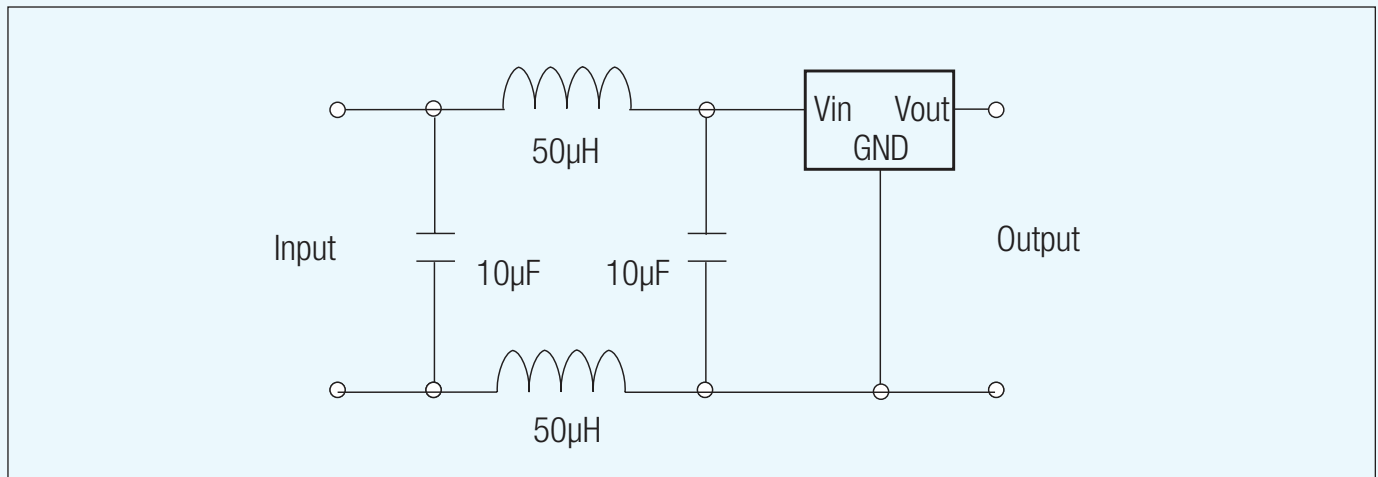 50µH
Vin Vout
GND
Input
10µF
10µF
Output
50µH